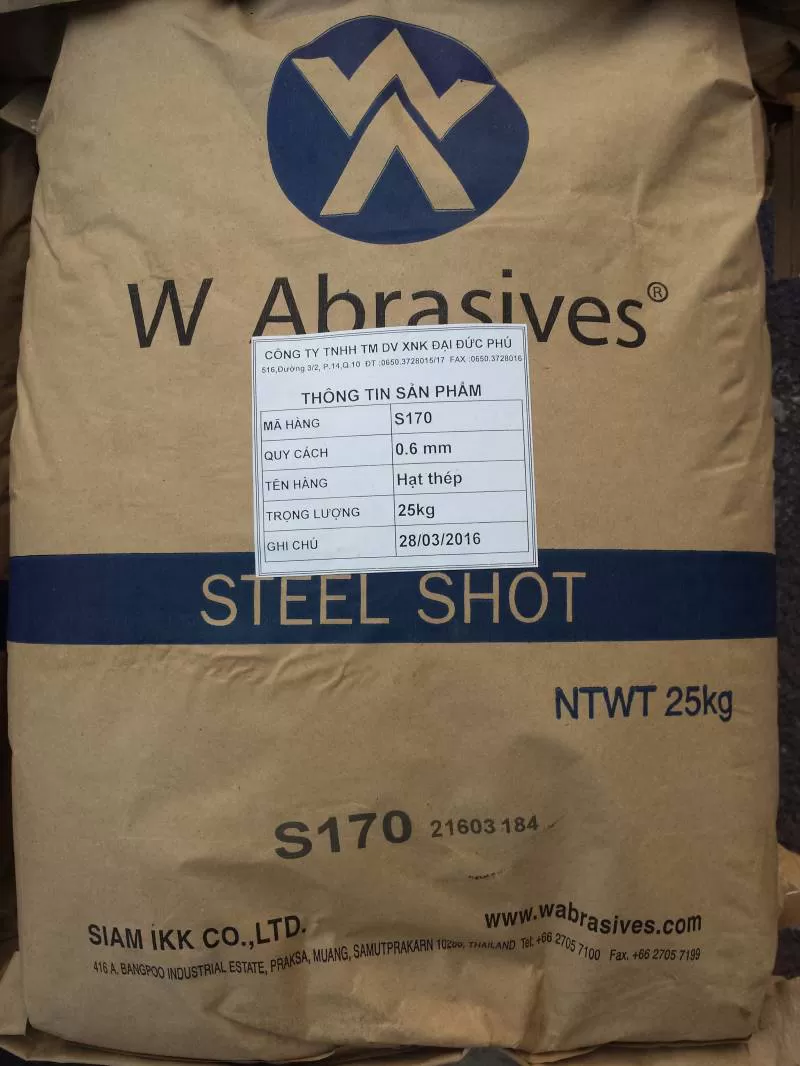 W Abrasives®
CÔNG TY TNHH TM DV XNK ĐẠI ĐỨC PHÚ
516,Đường 3/2, P.14,Q.10 ĐT :0650.3728015/17 FAX :0650.3728016
THÔNG TIN SẢN PHẨM
MÃ HÀNG S170
QUY CÁCH 0.6 mm
TÊN HÀNG Hạt thép
TRỌNG LƯỢNG 25kg
GHI CHÚ 28/03/2016
STEEL SHOT
NTWT 25kg
S170 21603 184
SIAM IKK CO.,LTD. www.wabrasives.com
416 A. BANGPOO INDUSTRIAL ESTATE, PRAKSA, MUANG, SAMUTPRAKARN 10280, THAILAND Tel: +66 2705 7100 Fax. +66 2705 7199